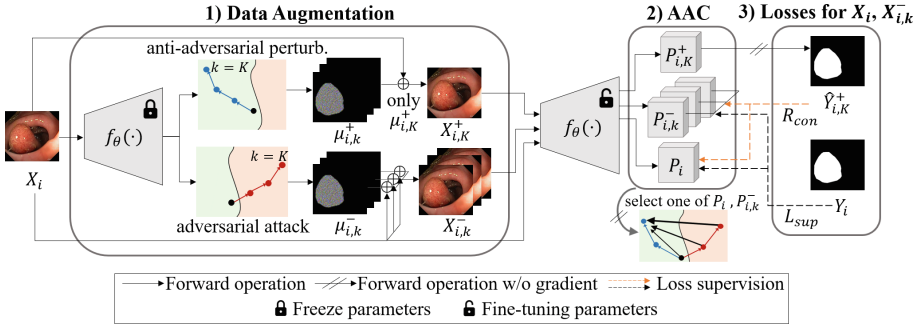 1) Data Augmentation
2) AAC
3) Losses for X_i, X^-_{i,k}
anti-adversarial perturb.
k = K
μ^+_{i,k}
only
μ^+_{i,K}
X^+_{i,K}
f_θ(·)
X_i
k = K
adversarial attack
μ^-_{i,k}
X^-_{i,k}
f_θ(·)
P^+_{i,K}
P^-_{i,k}
P_i
select one of P_i , P^-_{i,k}
R_con
Ŷ^+_{i,K}
L_sup
Y_i
Forward operation
Forward operation w/o gradient
Loss supervision
Freeze parameters
Fine-tuning parameters